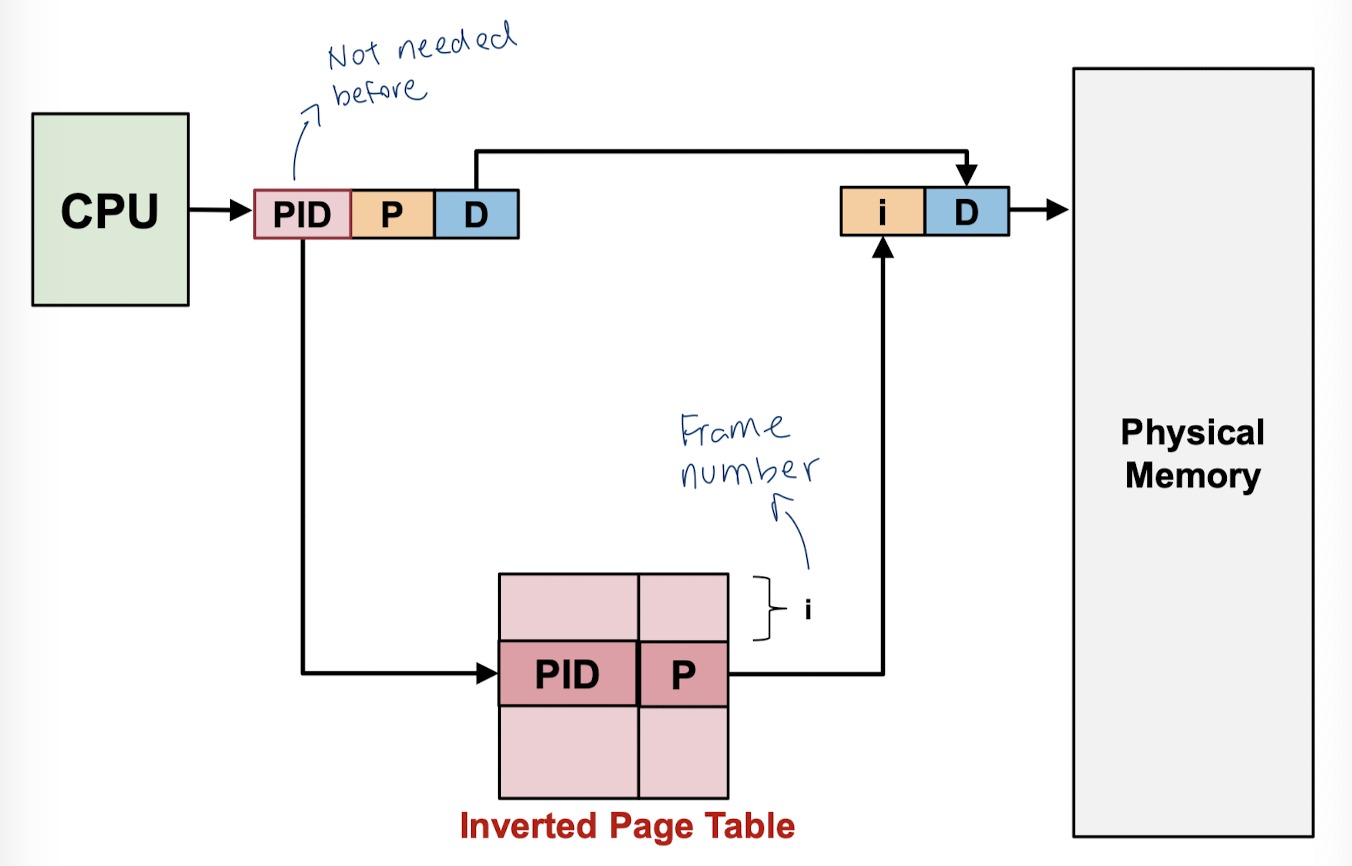 Not needed
before
CPU
PID P D
i D
Frame
number
Physical
Memory
i
PID P
Inverted Page Table